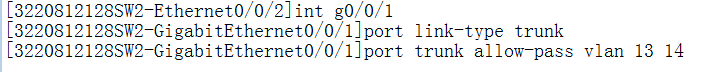 [3220812128SW2-Ethernet0/0/2]int g0/0/1
[3220812128SW2-GigabitEthernet0/0/1]port link-type trunk
[3220812128SW2-GigabitEthernet0/0/1]port trunk allow-pass vlan 13 14